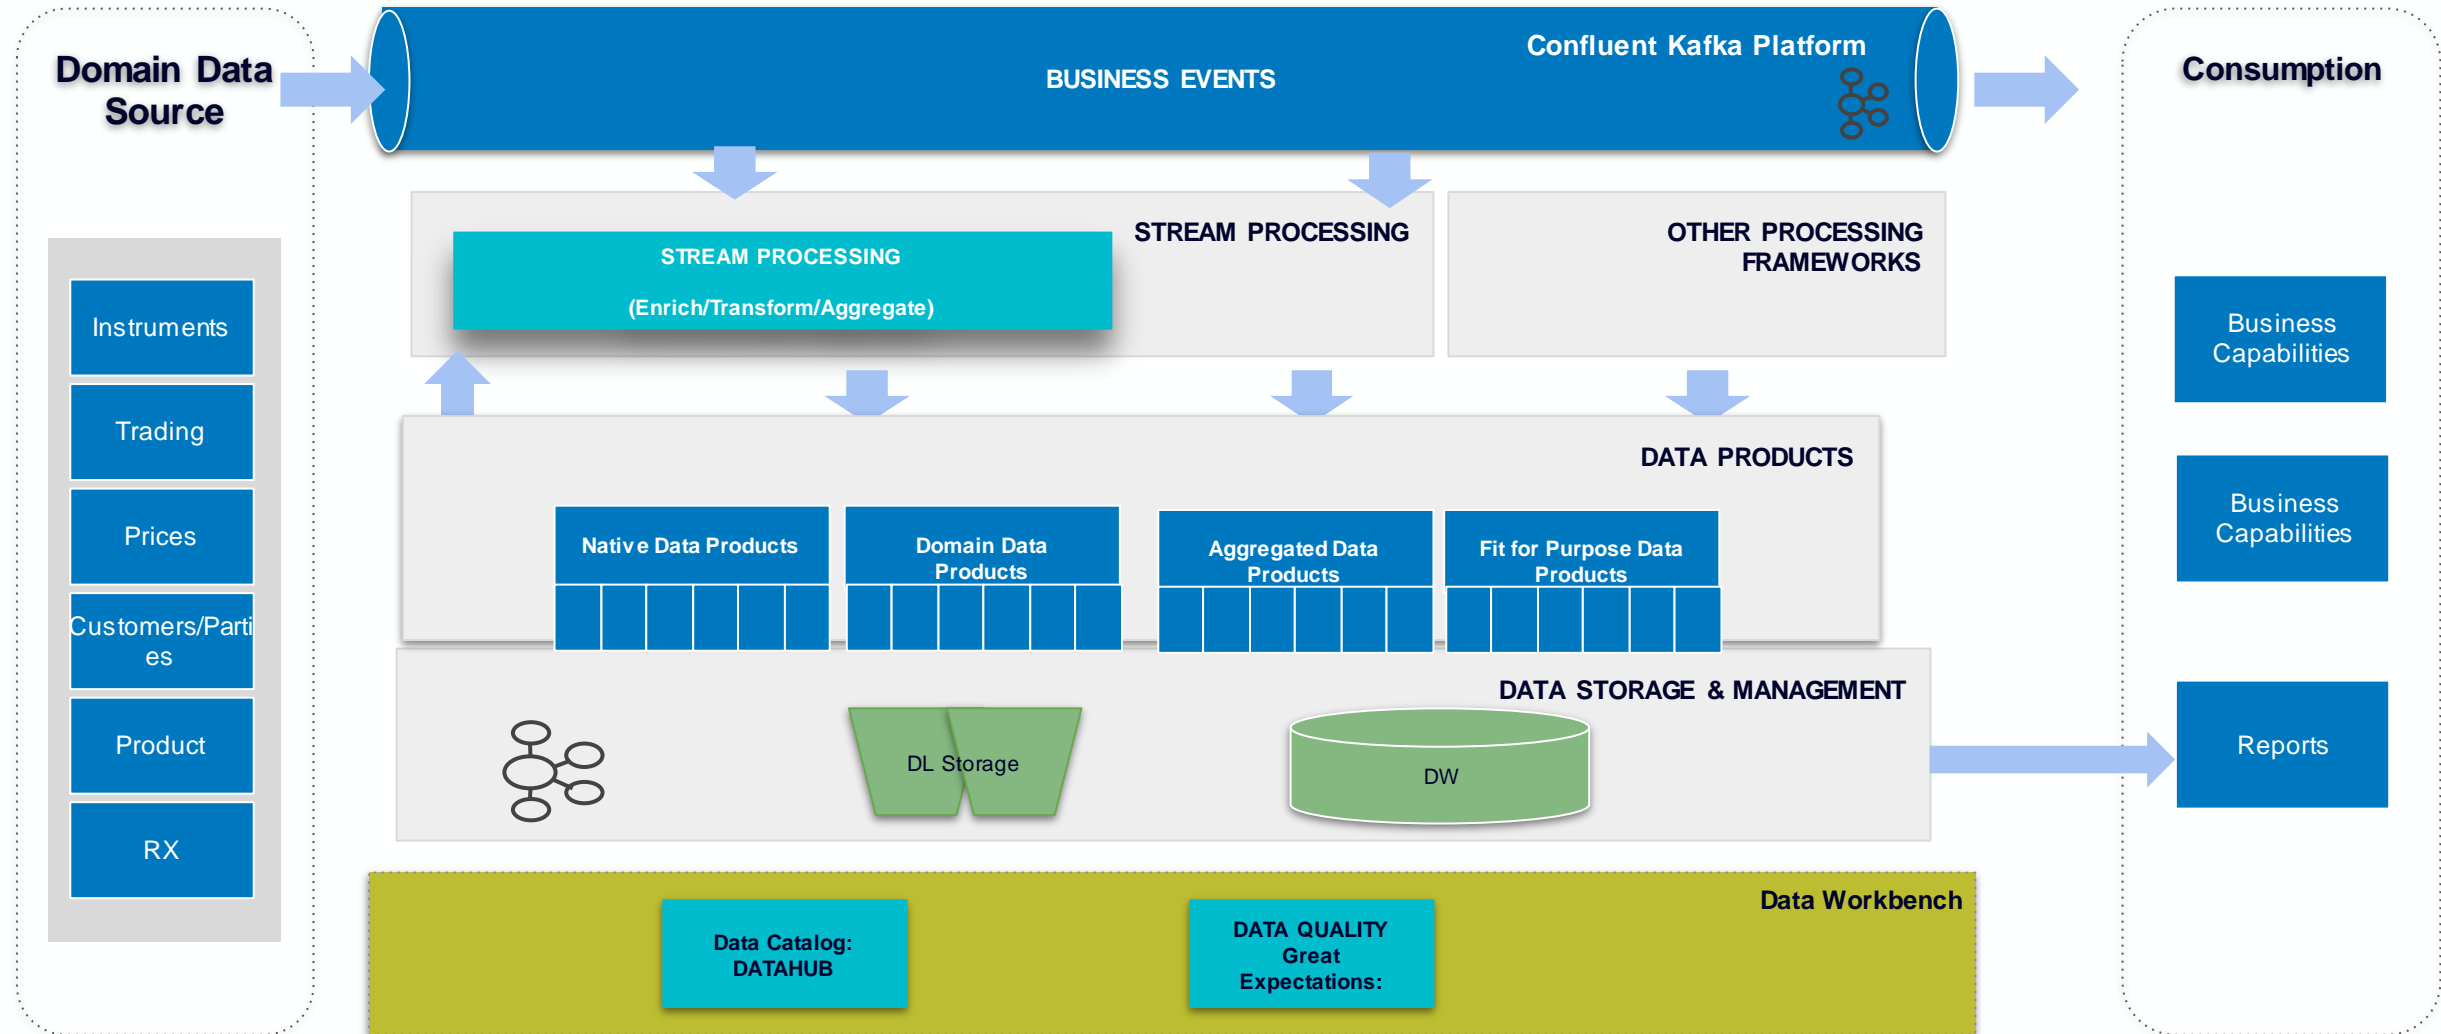 Domain Data
Source
Instruments
Trading
Prices
Customers/Parti
es
Product
RX
Confluent Kafka Platform
BUSINESS EVENTS
STREAM PROCESSING
STREAM PROCESSING
(Enrich/Transform/Aggregate)
OTHER PROCESSING
FRAMEWORKS
DATA PRODUCTS
Native Data Products
Domain Data
Products
Aggregated Data
Products
Fit for Purpose Data
Products
DATA STORAGE & MANAGEMENT
DL Storage
DW
Data Workbench
Data Catalog:
DATAHUB
DATA QUALITY
Great
Expectations:
Consumption
Business
Capabilities
Business
Capabilities
Reports